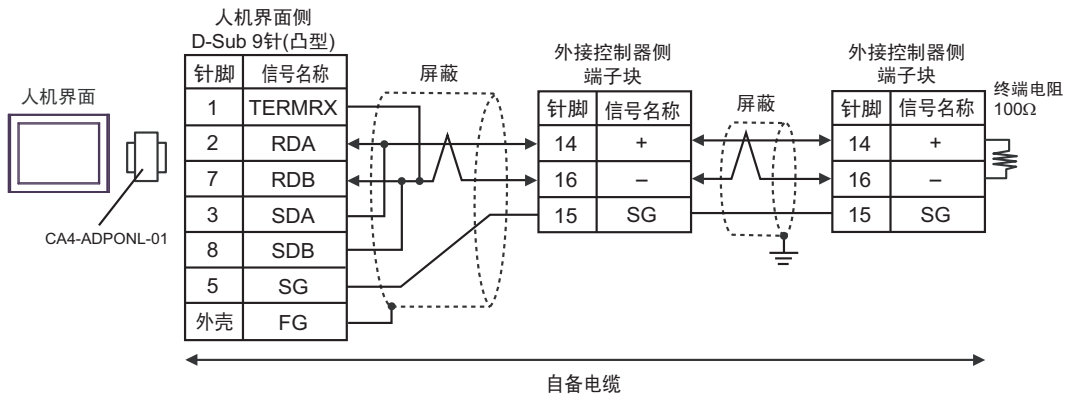 人机界面侧
D-Sub 9针(凸型)
人机界面
CA4-ADPONL-01
针脚 信号名称
1 TERMRX
2 RDA
7 RDB
3 SDA
8 SDB
5 SG
外壳 FG
屏蔽
外接控制器侧
端子块
针脚 信号名称
14 +
16 –
15 SG
屏蔽
外接控制器侧
端子块
针脚 信号名称
14 +
16 –
15 SG
终端电阻
100Ω
自备电缆